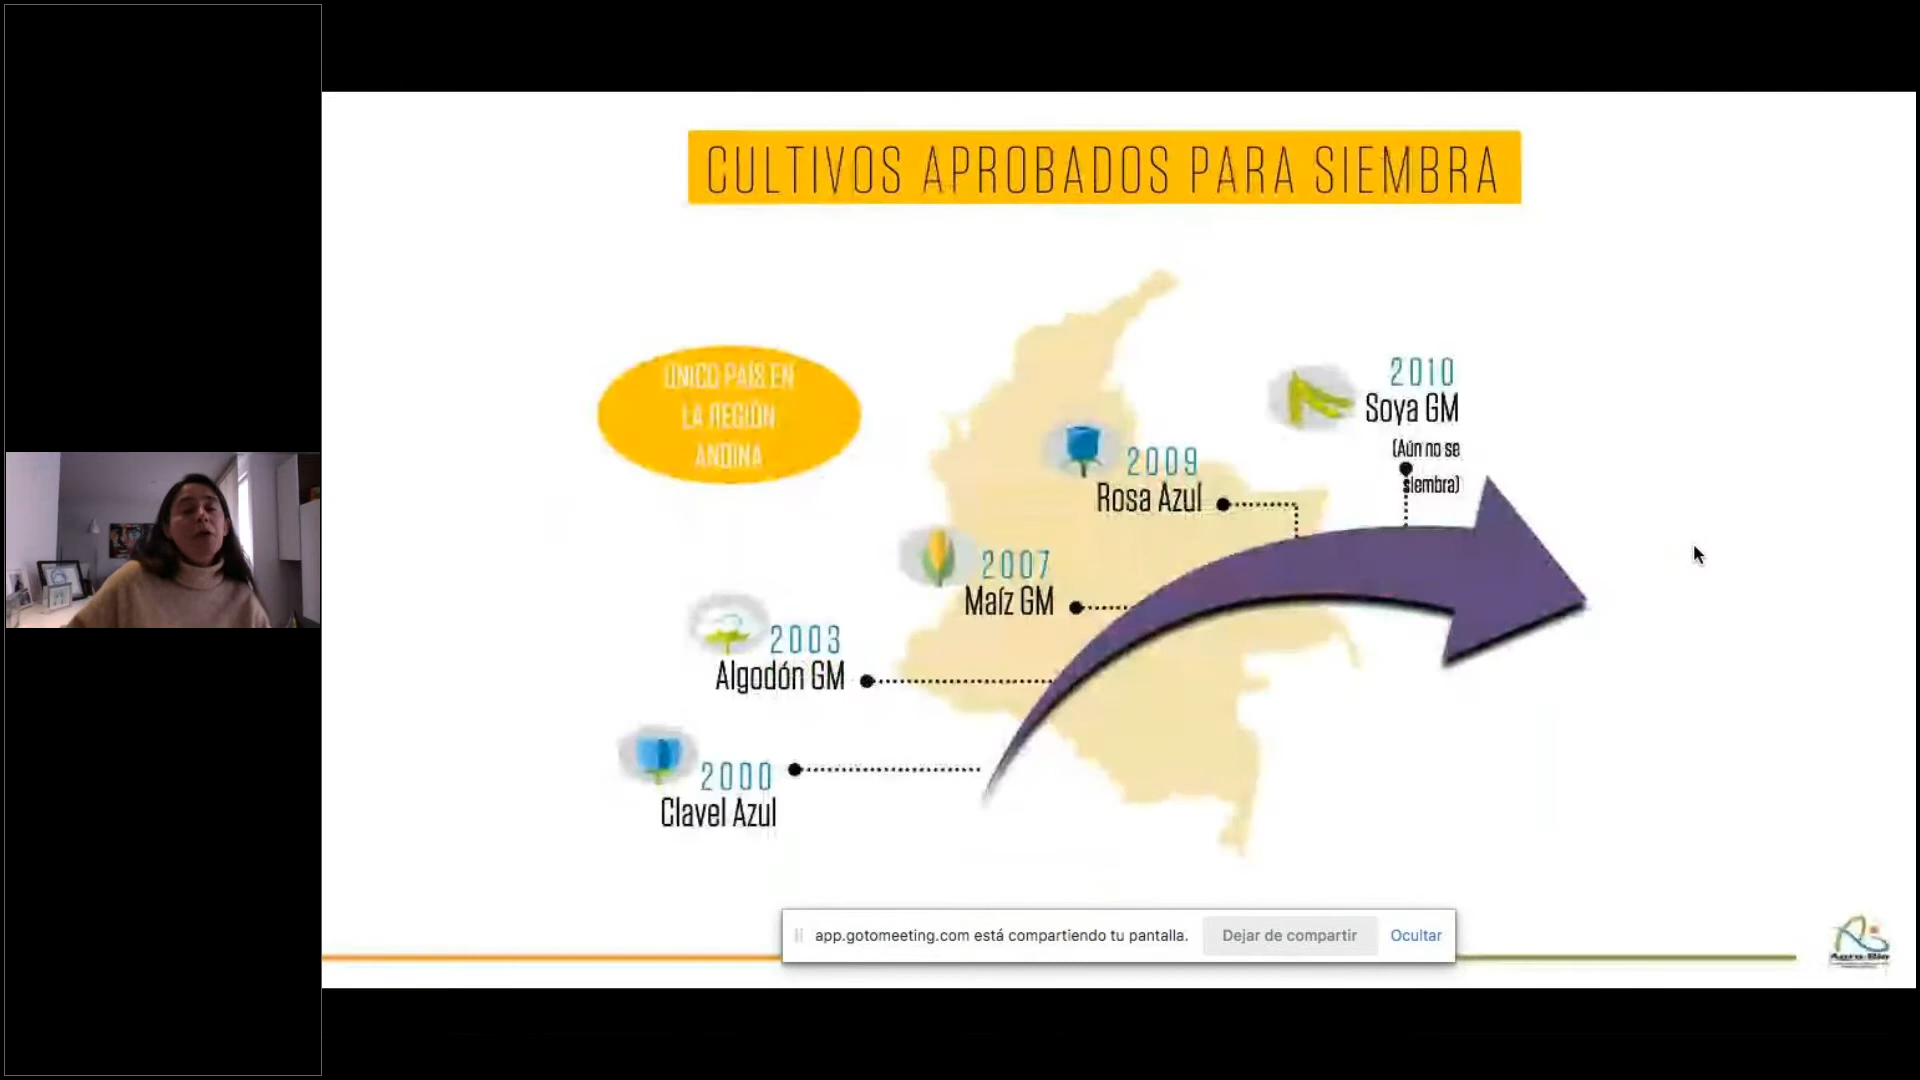 CULTIVOS APROBADOS PARA SIEMBRA
ÚNICO PAÍS EN
LA REGIÓN
ANDINA
2010
Soya GM
(Aún no se
siembra)
2009
Rosa Azul
2007
Maíz GM
2003
Algodón GM
2000
Clavel Azul
app.gotomeeting.com está compartiendo tu pantalla.
Dejar de compartir
Ocultar
Agro-Bio